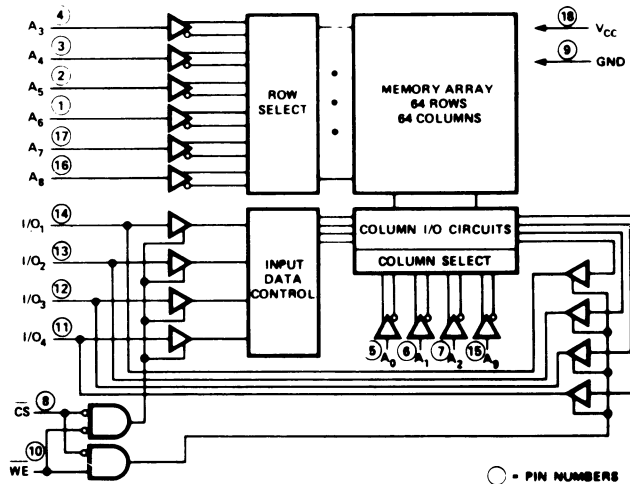 A3 4
A4 3
A5 2
A6 1
A7 17
A8 16
ROW SELECT
MEMORY ARRAY
64 ROWS
64 COLUMNS
18 VCC
9 GND
I/O1 14
I/O2 13
I/O3 12
I/O4 11
INPUT DATA CONTROL
COLUMN I/O CIRCUITS
COLUMN SELECT
5 A0 6 A1 7 A2 15 A9
CS 8
WE 10
= PIN NUMBERS